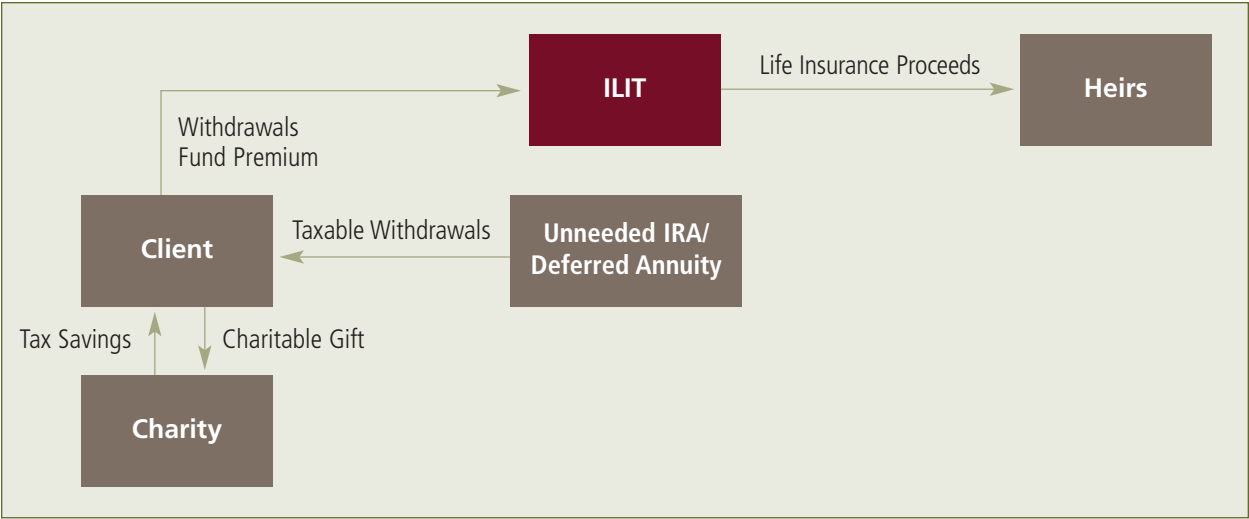 ILIT
Life Insurance Proceeds
Heirs
Withdrawals
Fund Premium
Client
Taxable Withdrawals
Unneeded IRA/
Deferred Annuity
Tax Savings
Charitable Gift
Charity